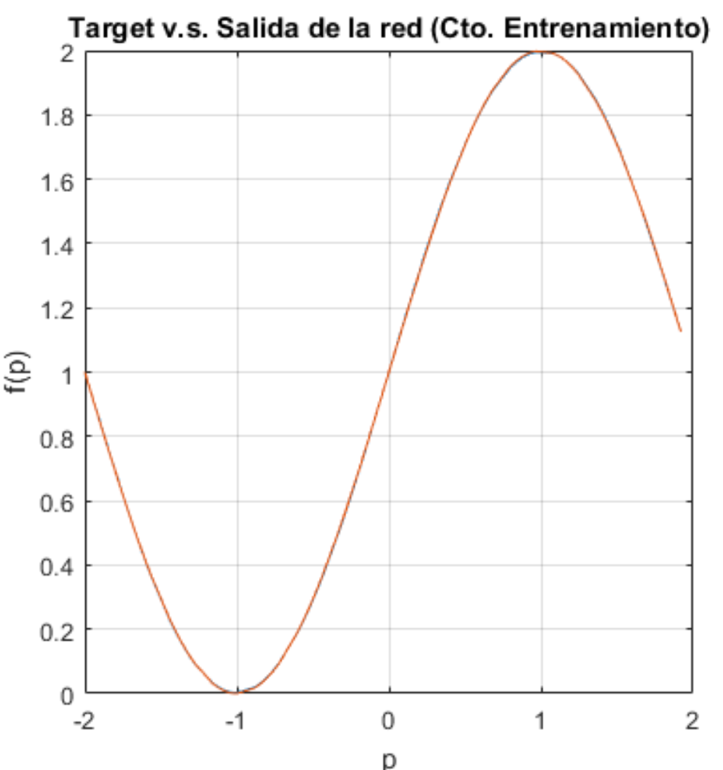 Target v.s. Salida de la red (Cto. Entrenamiento)
2
1.8
1.6
1.4
1.2
1
0.8
0.6
0.4
0.2
0
f(p)
-2 -1 0 1 2
p